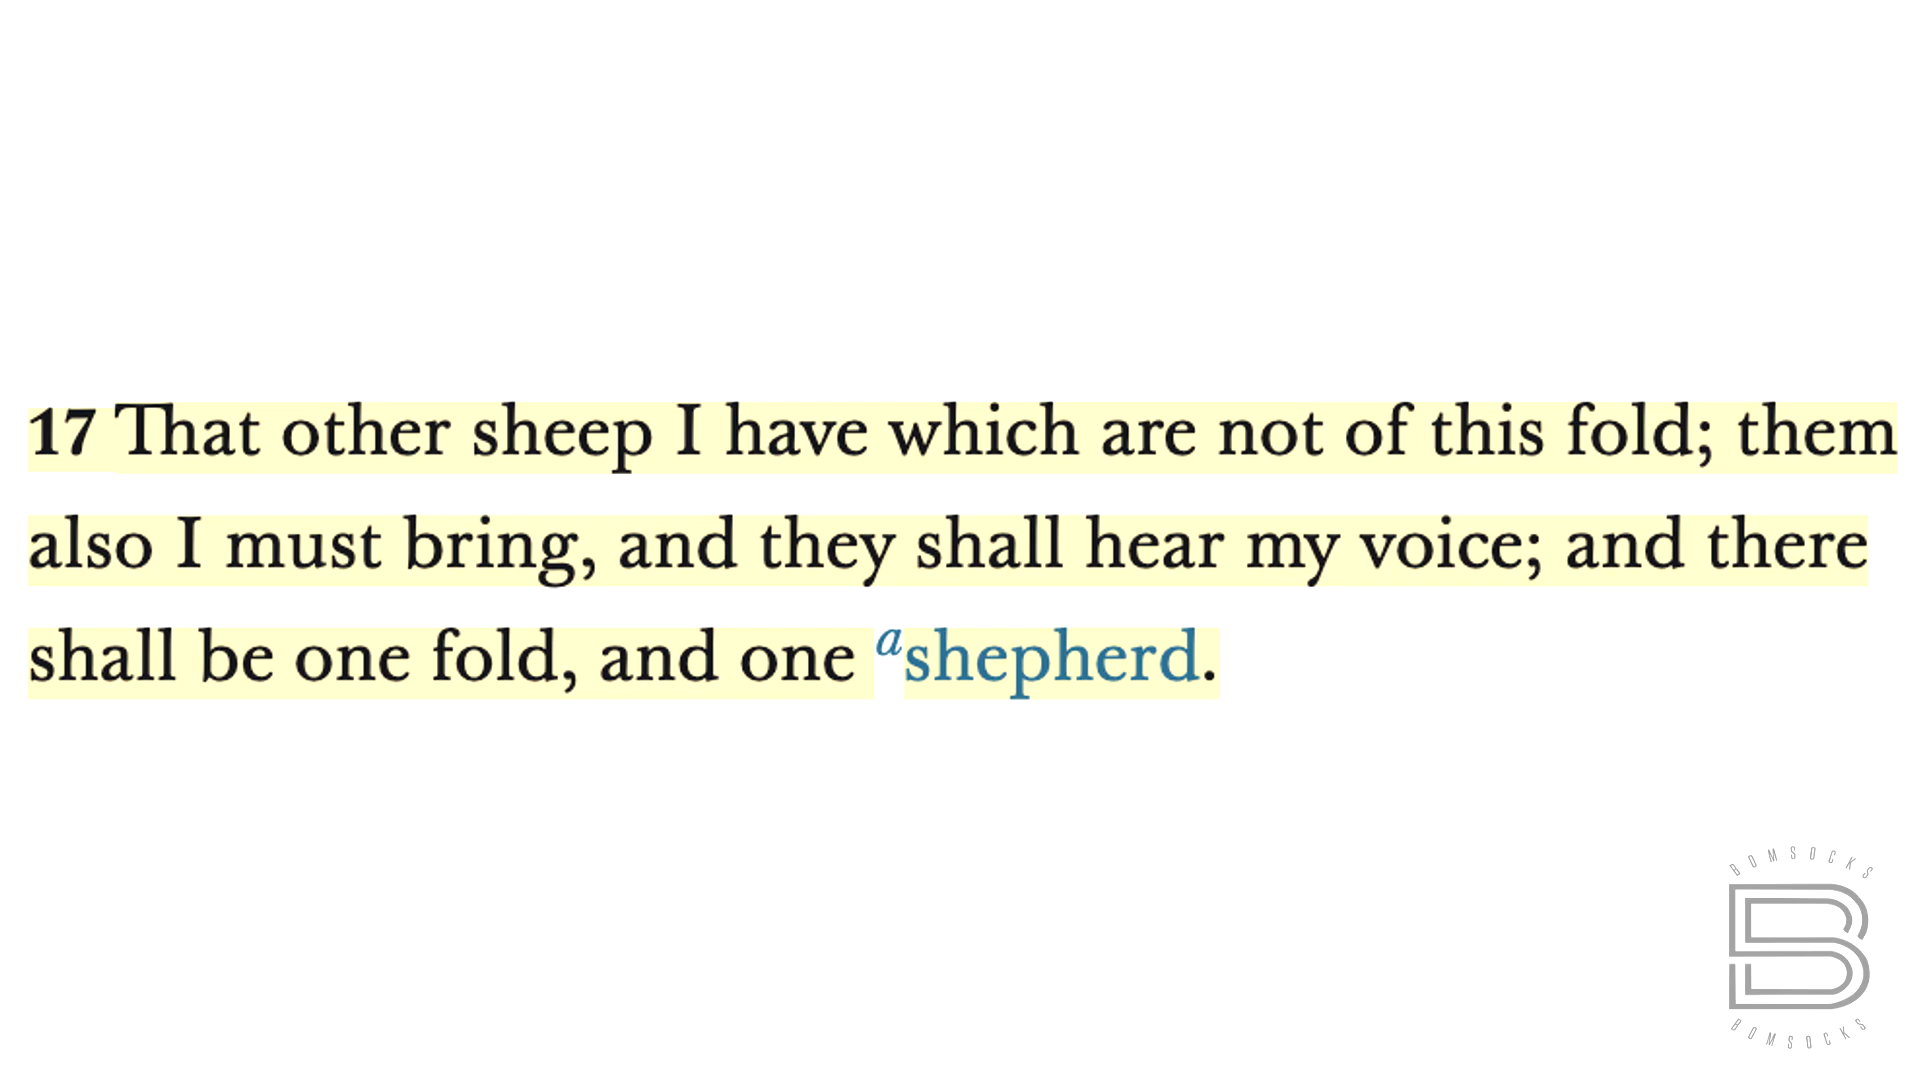 17 That other sheep I have which are not of this fold; them
also I must bring, and they shall hear my voice; and there
shall be one fold, and one a shepherd.
BOMSOCKS
B
BOMSOCKS